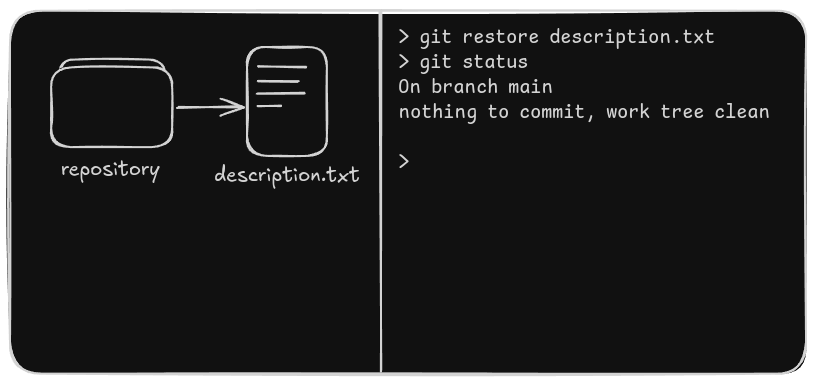 repository
description.txt
> git restore description.txt
> git status
On branch main
nothing to commit, work tree clean
>